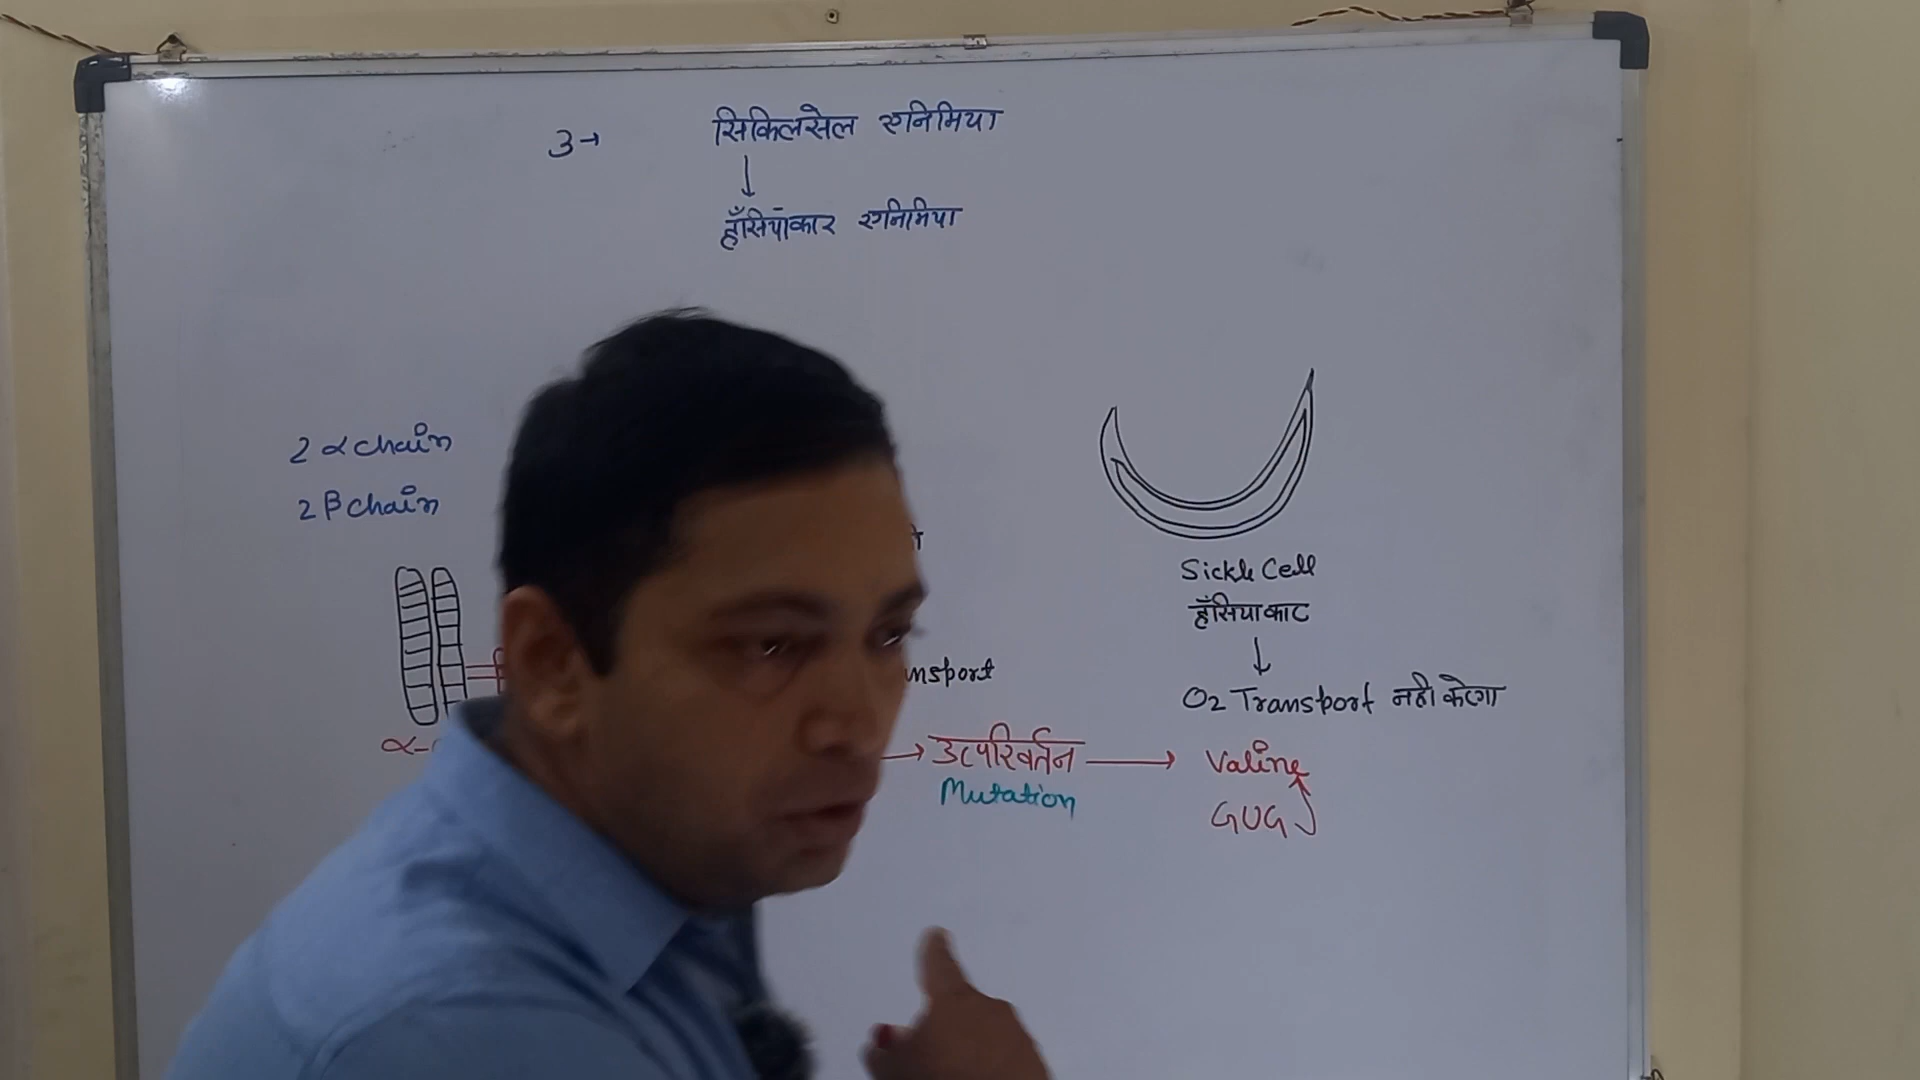 3→ सिकिलसेल एनिमिया
↓
हँसियांकार एनिमिया
2 α chain
2 β chain
Sickle Cell
हँसियाकार
↓
O2 Transport नही करेगा
α-
→ उत्परिवर्तन → Valine
Mutation
GUG